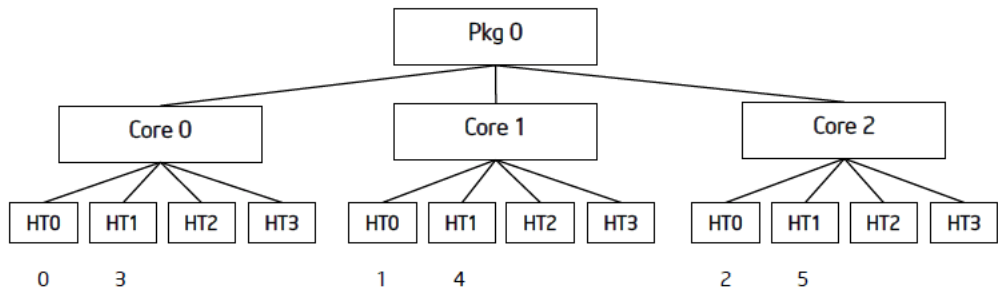 Pkg 0
Core 0 Core 1 Core 2
HT0 HT1 HT2 HT3 HT0 HT1 HT2 HT3 HT0 HT1 HT2 HT3
0 3 1 4 2 5